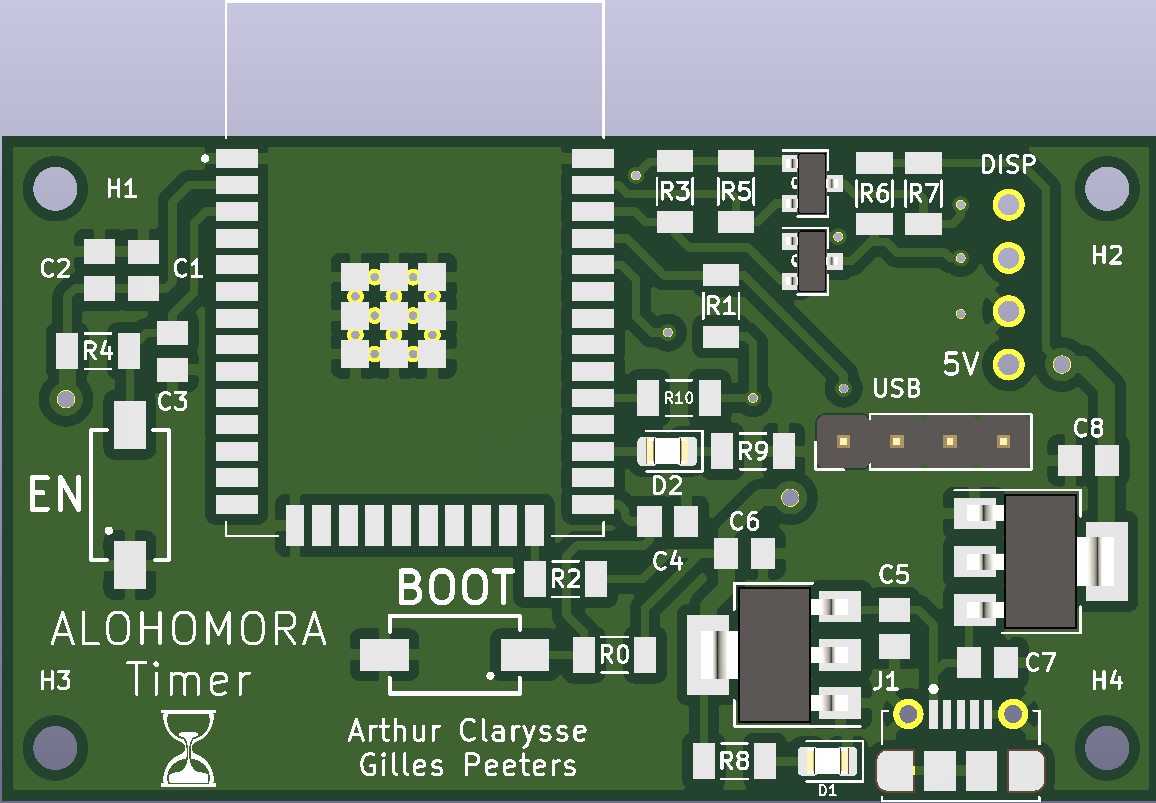 DISP
H1
R3
R5
R6
R7
H2
C2
C1
R1
R4
5V
USB
C3
R10
C8
R9
D2
EN
C6
C4
BOOT
R2
C5
ALOHOMORA
Timer
R0
C7
H3
J1
H4
Arthur Clarysse
Gilles Peeters
R8
D1